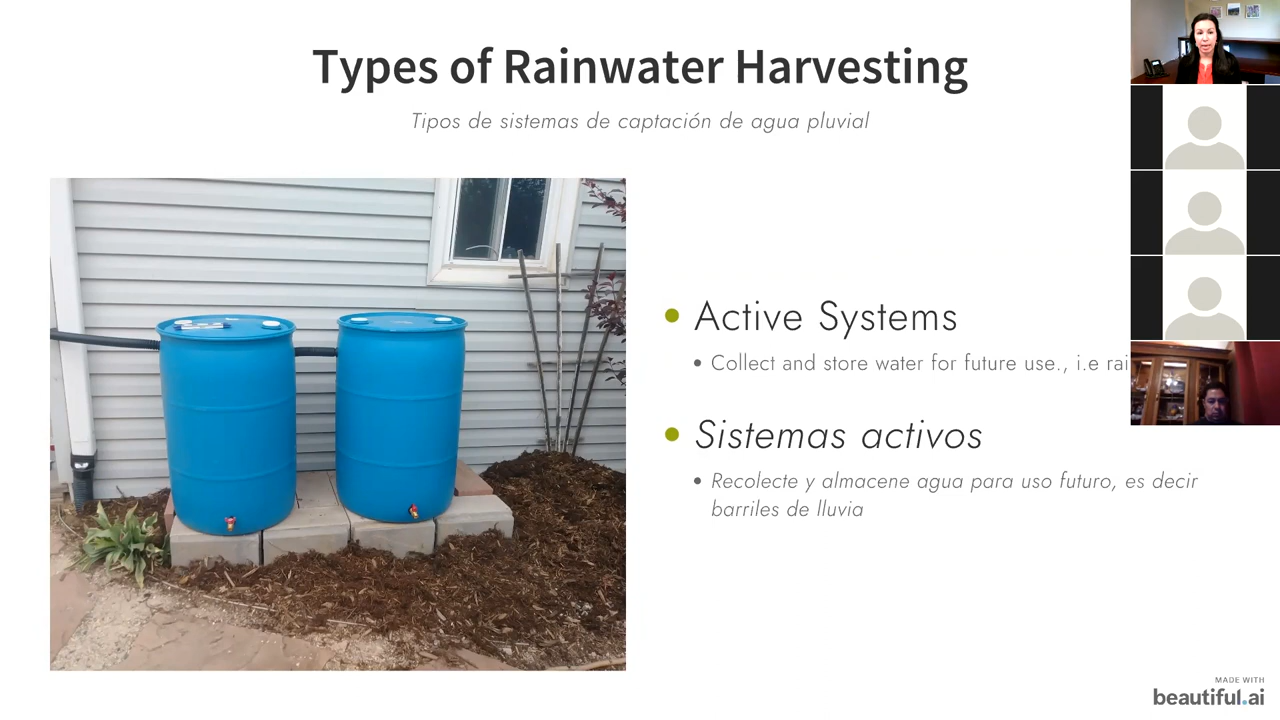 Types of Rainwater Harvesting
Tipos de sistemas de captación de agua pluvial
Active Systems
Collect and store water for future use., i.e
Sistemas activos
Recolecte y almacene agua para uso futuro, es decir
barriles de lluvia
MADE WITH
beautiful.ai